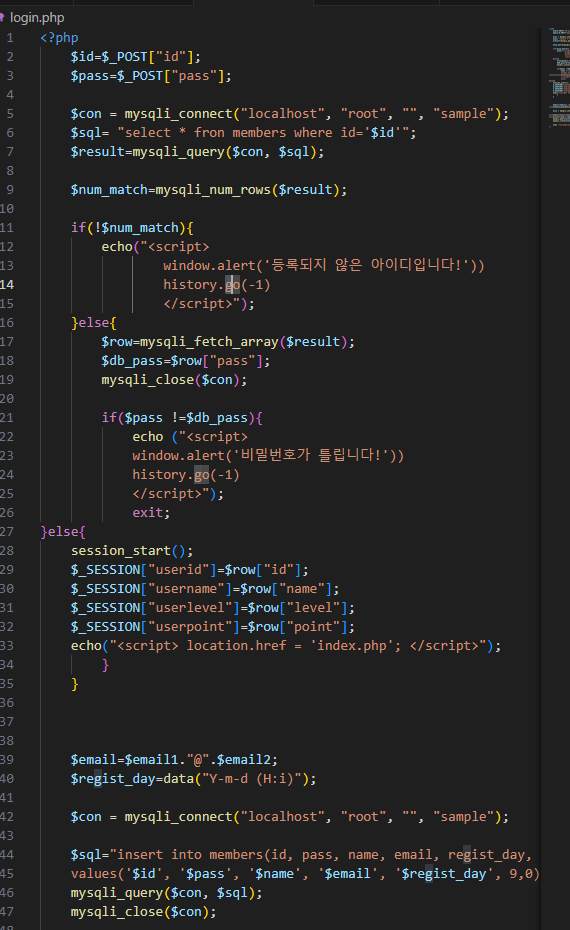 login.php
1 <?php
2 $id=$_POST["id"];
3 $pass=$_POST["pass"];
4
5 $con = mysqli_connect("localhost", "root", "", "sample");
6 $sql= "select * fron members where id='$id'";
7 $result=mysqli_query($con, $sql);
8
9 $num_match=mysqli_num_rows($result);
10
11 if(!$num_match){
12 echo("<script>
13 window.alert('등록되지 않은 아이디입니다!'))
14 history.go(-1)
15 </script>");
16 }else{
17 $row=mysqli_fetch_array($result);
18 $db_pass=$row["pass"];
19 mysqli_close($con);
20
21 if($pass !=$db_pass){
22 echo ("<script>
23 window.alert('비밀번호가 틀립니다!'))
24 history.go(-1)
25 </script>");
26 exit;
27 }else{
28 session_start();
29 $_SESSION["userid"]=$row["id"];
30 $_SESSION["username"]=$row["name"];
31 $_SESSION["userlevel"]=$row["level"];
32 $_SESSION["userpoint"]=$row["point"];
33 echo("<script> location.href = 'index.php'; </script>");
34 }
35 }
36
37
38
39 $email=$email1."@".$email2;
40 $regist_day=data("Y-m-d (H:i)");
41
42 $con = mysqli_connect("localhost", "root", "", "sample");
43
44 $sql="insert into members(id, pass, name, email, regist_day,
45 values('$id', '$pass', '$name', '$email', '$regist_day', 9,0)
46 mysqli_query($con, $sql);
47 mysqli_close($con);